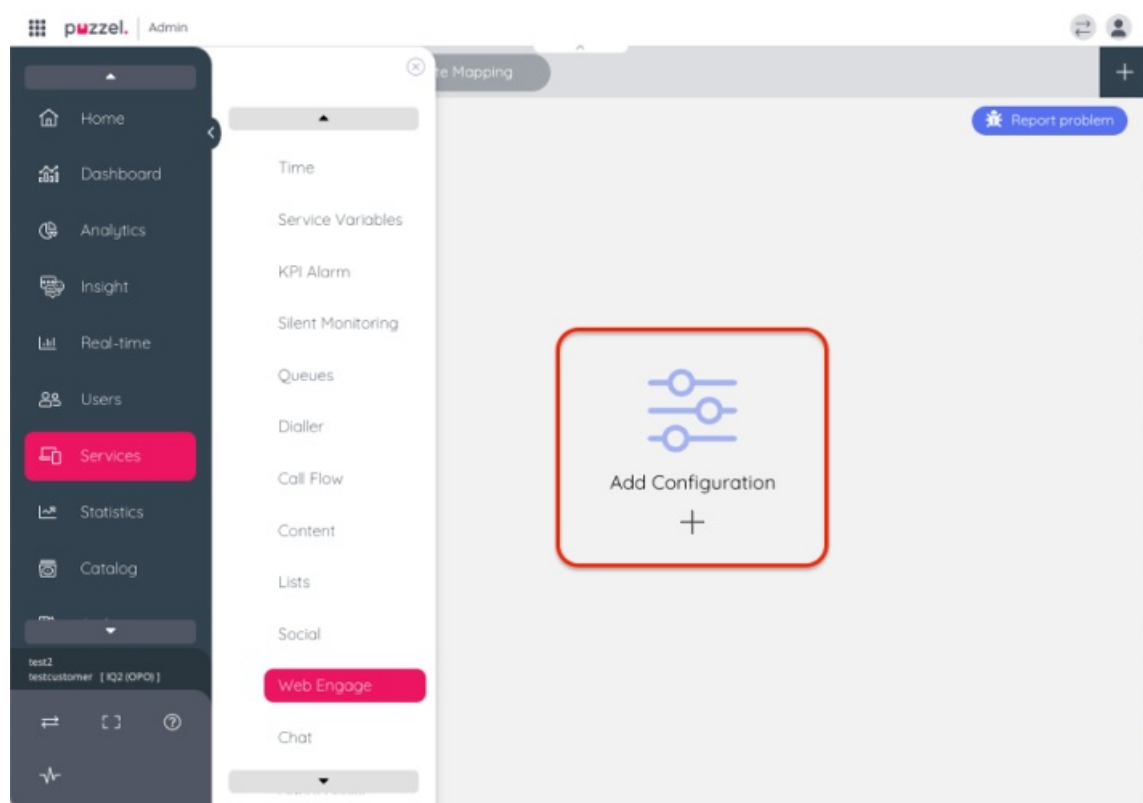 puzzel. Admin
te Mapping
Report problem
Home
Dashboard
Analytics
Insight
Real-time
Users
Services
Statistics
Catalog
test2
testcustomer [ IQ2 (OPO) ]
Time
Service Variables
KPI Alarm
Silent Monitoring
Queues
Dialler
Call Flow
Content
Lists
Social
Web Engage
Chat
Add Configuration